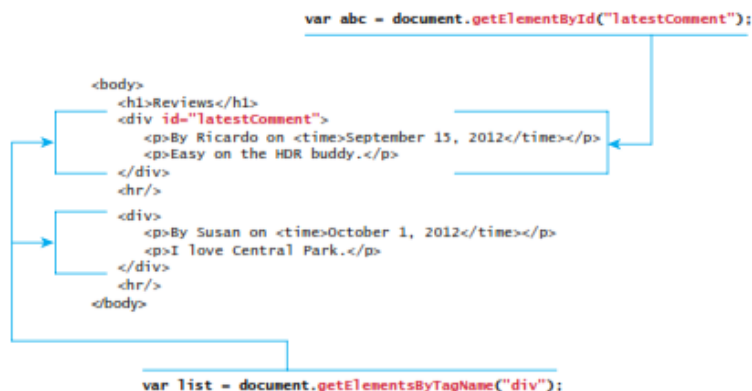 var abc = document.getElementById("latestComment");
<body>
<h1>Reviews</h1>
<div id="latestComment">
<p>By Ricardo on <time>September 15, 2012</time></p>
<p>Easy on the HDR buddy.</p>
</div>
<hr/>
<div>
<p>By Susan on <time>October 1, 2012</time></p>
<p>I love Central Park.</p>
</div>
<hr/>
</body>
var list = document.getElementsByTagName("div");